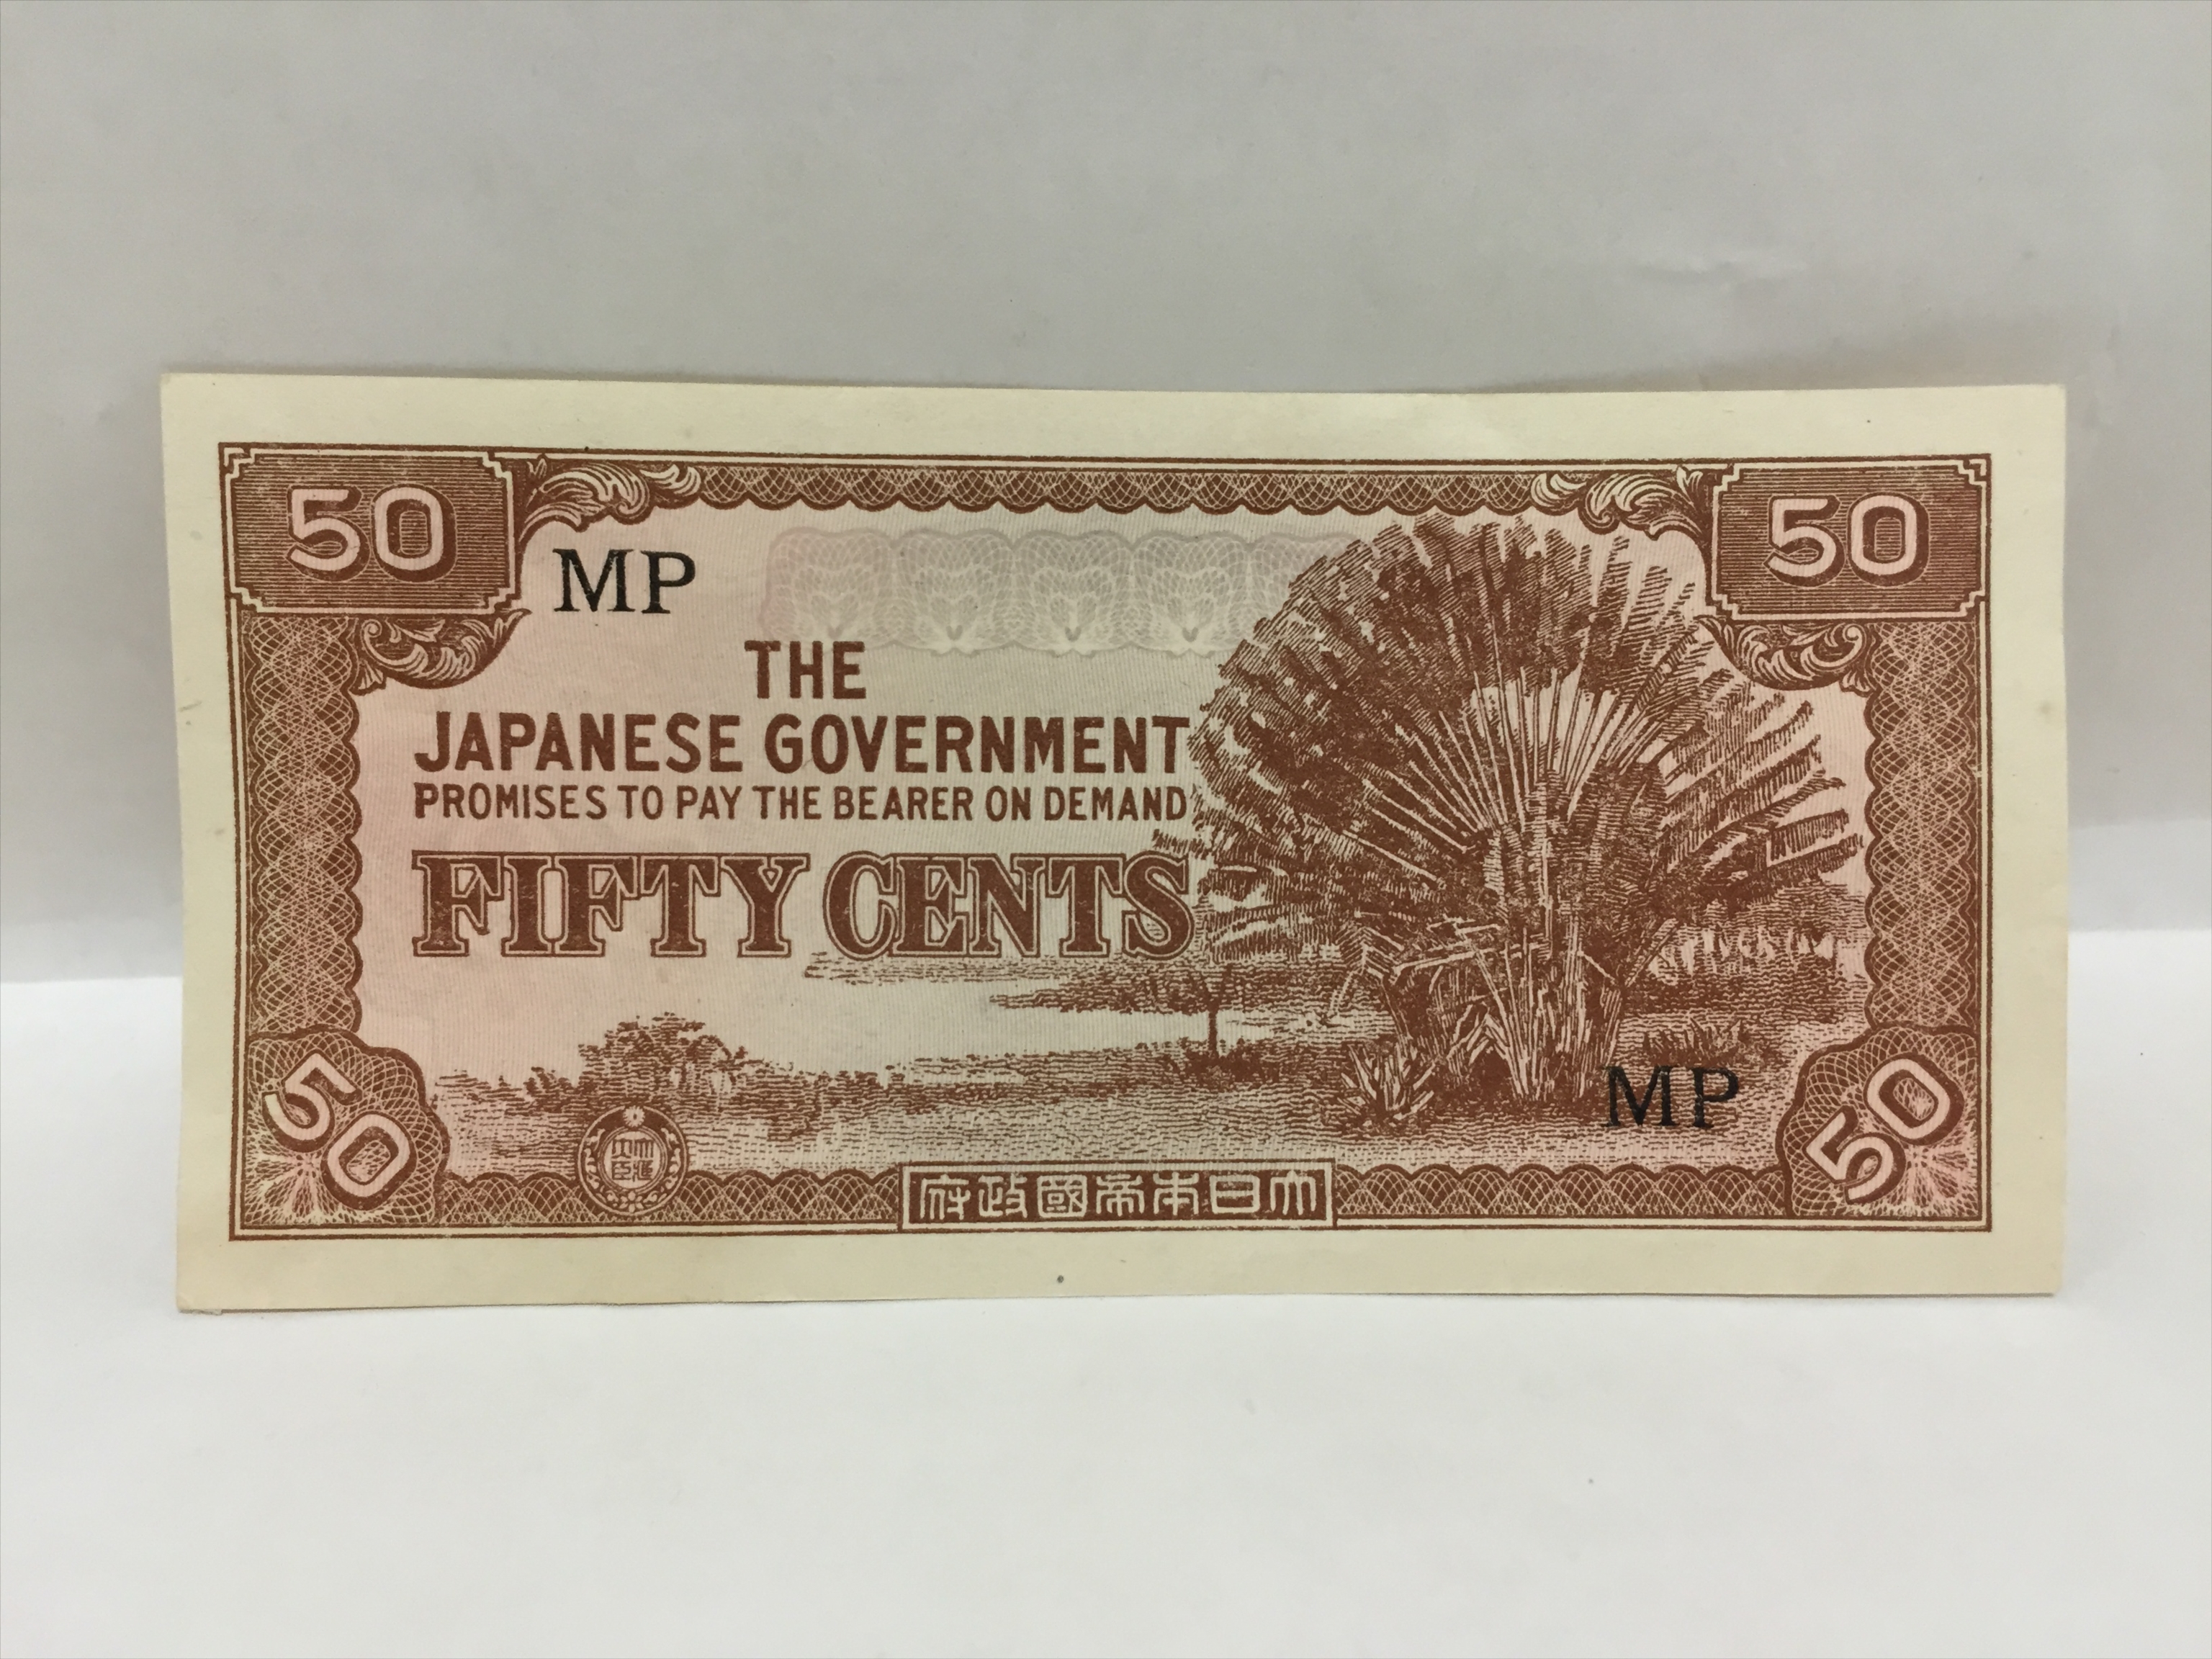 50
50
MP
THE
JAPANESE GOVERNMENT
PROMISES TO PAY THE BEARER ON DEMAND
FIFTY CENTS
MP
50
50
府政國帝本日大